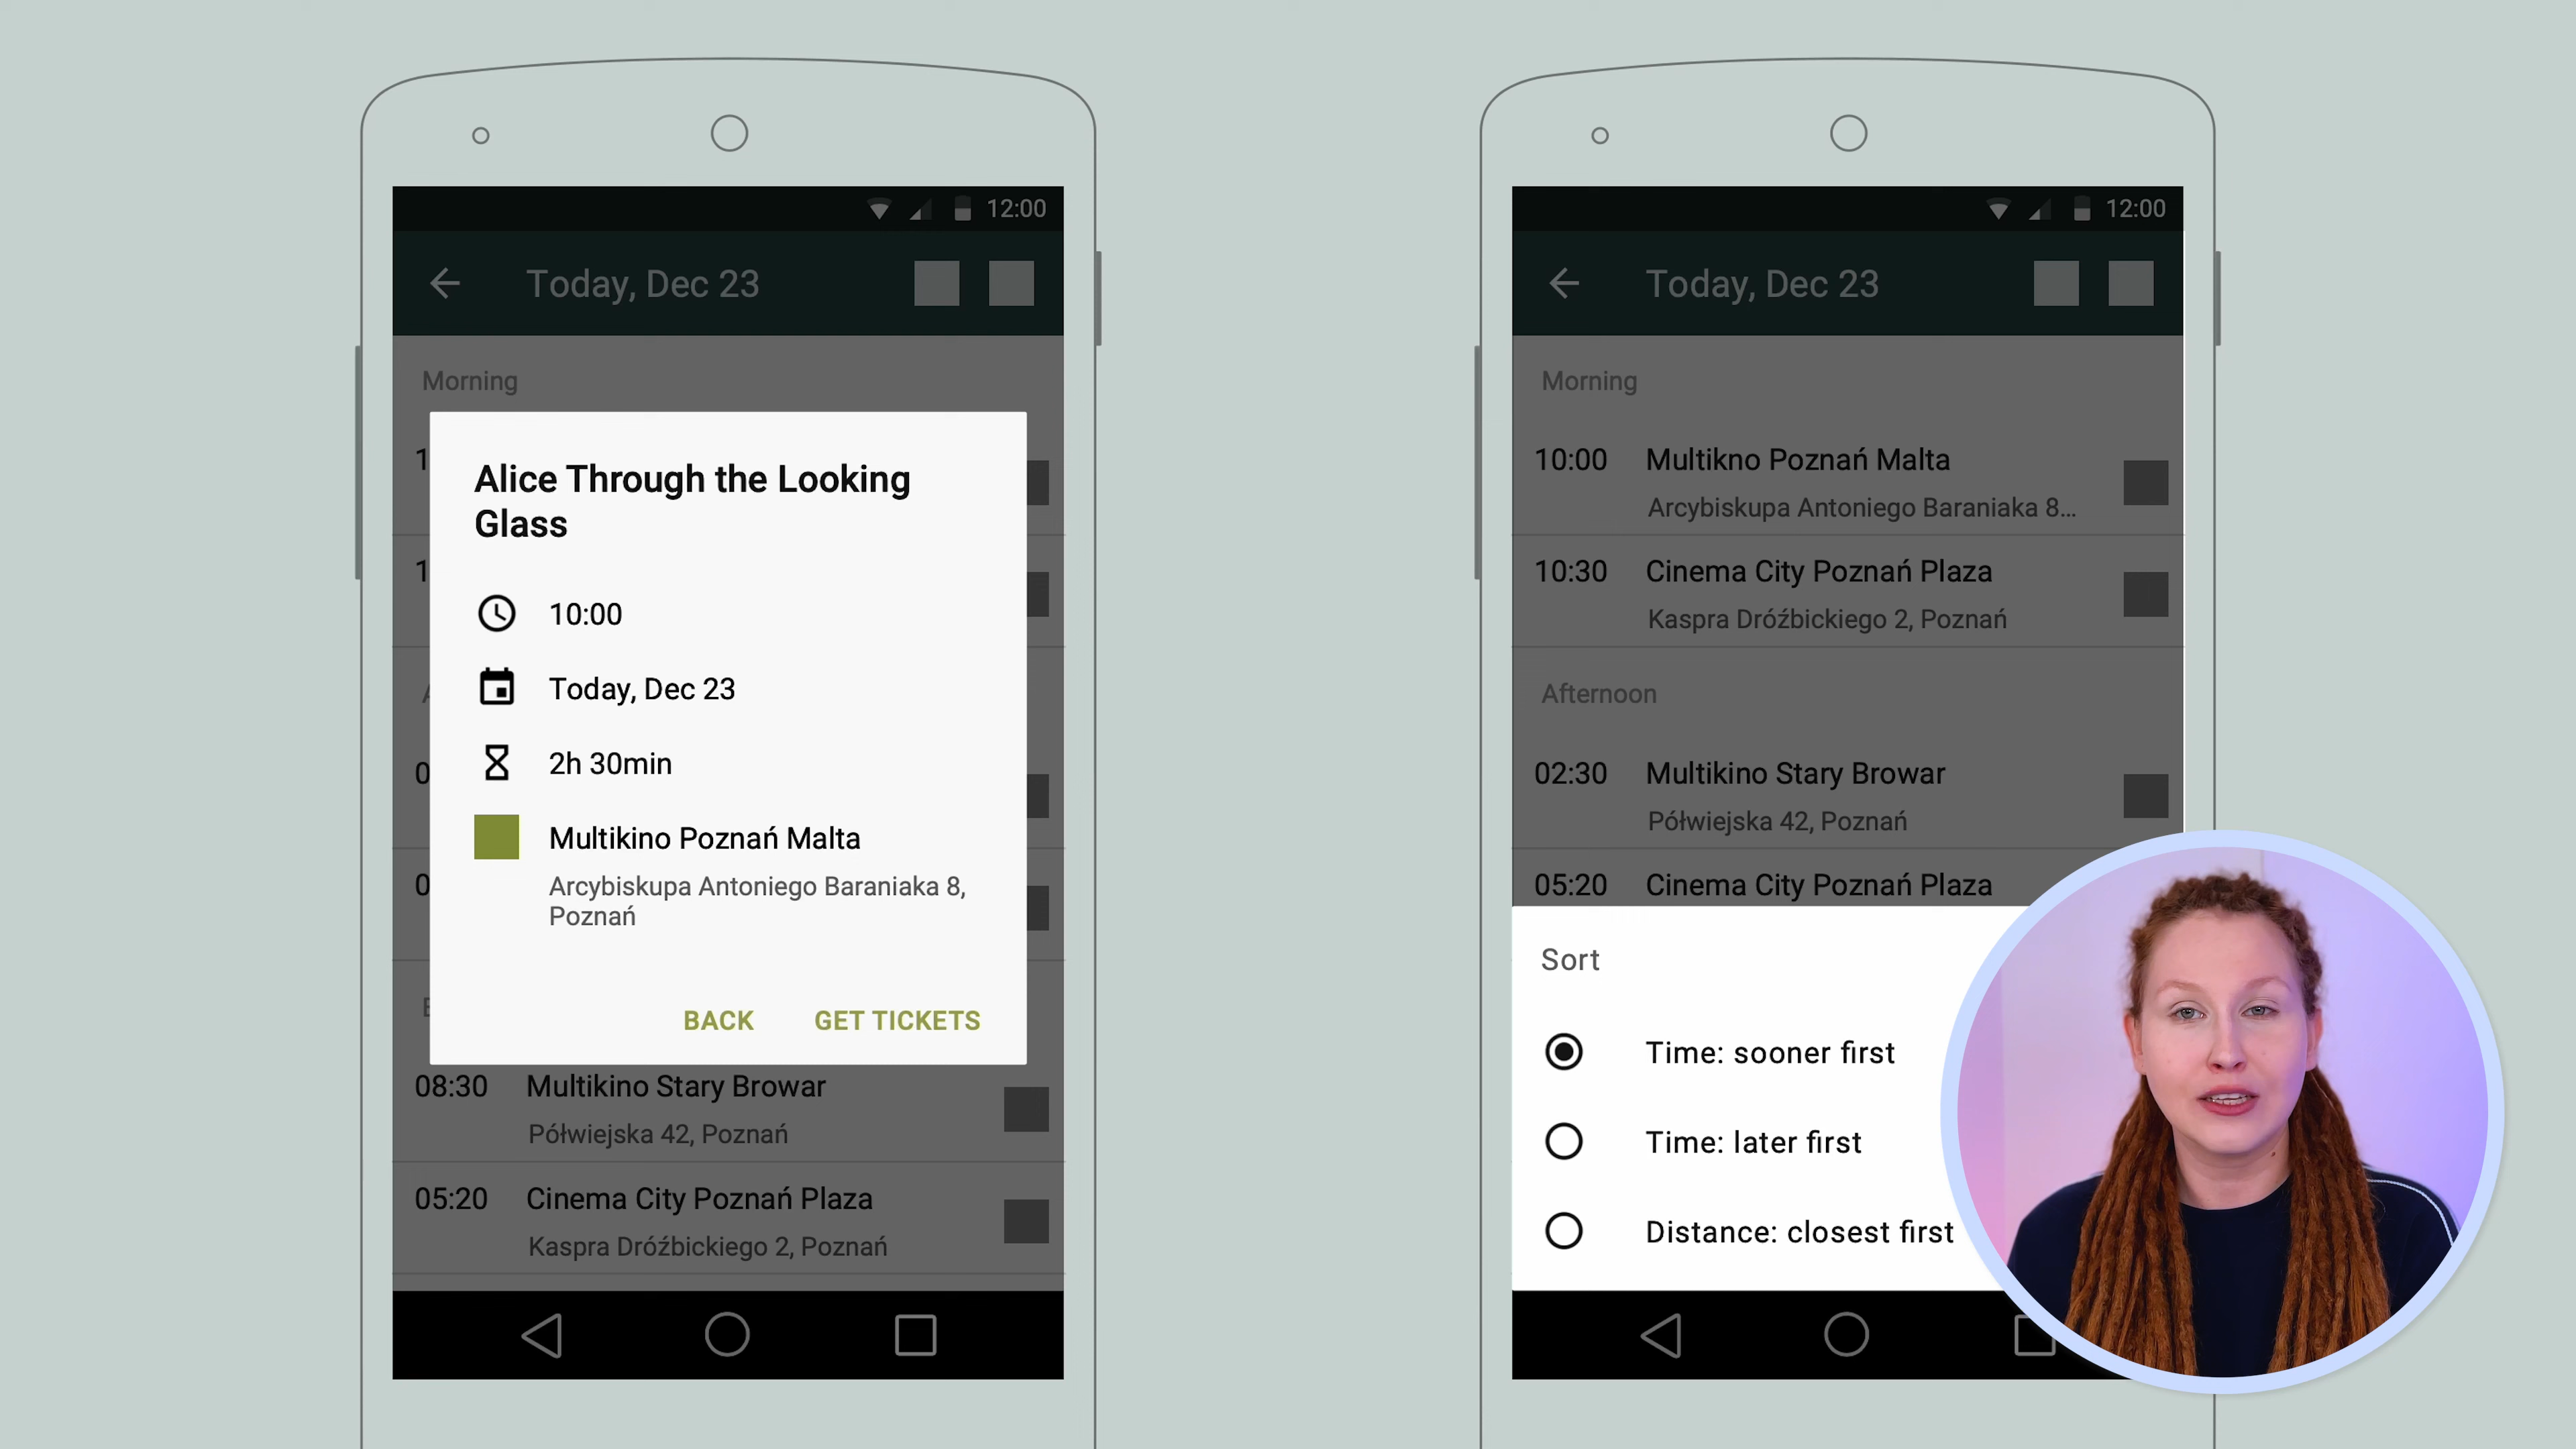 12:00
Today, Dec 23
Morning
Alice Through the Looking
Glass
10:00
Today, Dec 23
2h 30min
Multikino Poznań Malta
Arcybiskupa Antoniego Baraniaka 8,
Poznań
BACK
GET TICKETS
08:30 Multikino Stary Browar
Półwiejska 42, Poznań
05:20 Cinema City Poznań Plaza
Kaspra Dróźbickiego 2, Poznań
12:00
Today, Dec 23
Morning
10:00 Multikno Poznań Malta
Arcybiskupa Antoniego Baraniaka 8...
10:30 Cinema City Poznań Plaza
Kaspra Dróźbickiego 2, Poznań
Afternoon
02:30 Multikino Stary Browar
Półwiejska 42, Poznań
05:20 Cinema City Poznań Plaza
Sort
Time: sooner first
Time: later first
Distance: closest first